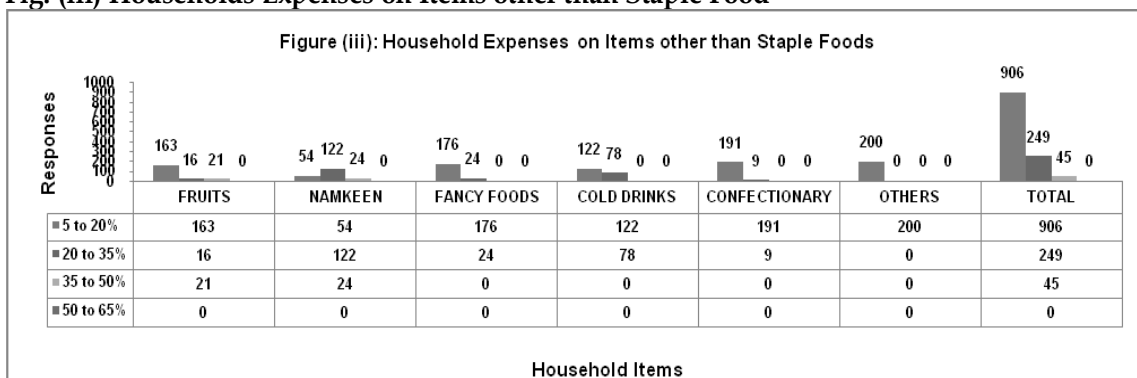 Fig. (iii) Households Expenses on Items other than Staple Food
Figure (iii): Household Expenses on Items other than Staple Foods
Responses
1000
900
800
700
600
500
400
300
200
100
0
163 16 21 0 54 122 24 0 176 24 0 0 122 78 0 0 191 9 0 0 200 0 0 0 906 249 45 0
FRUITS NAMKEEN FANCY FOODS COLD DRINKS CONFECTIONARY OTHERS TOTAL
5 to 20% 163 54 176 122 191 200 906
20 to 35% 16 122 24 78 9 0 249
35 to 50% 21 24 0 0 0 0 45
50 to 65% 0 0 0 0 0 0 0
Household Items